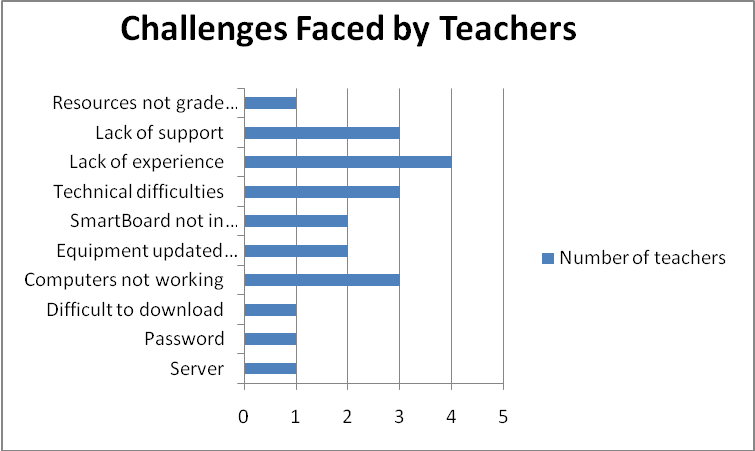 Challenges Faced by Teachers
Resources not grade...
Lack of support
Lack of experience
Technical difficulties
SmartBoard not in...
Equipment updated...
Computers not working
Difficult to download
Password
Server
0 1 2 3 4 5
Number of teachers